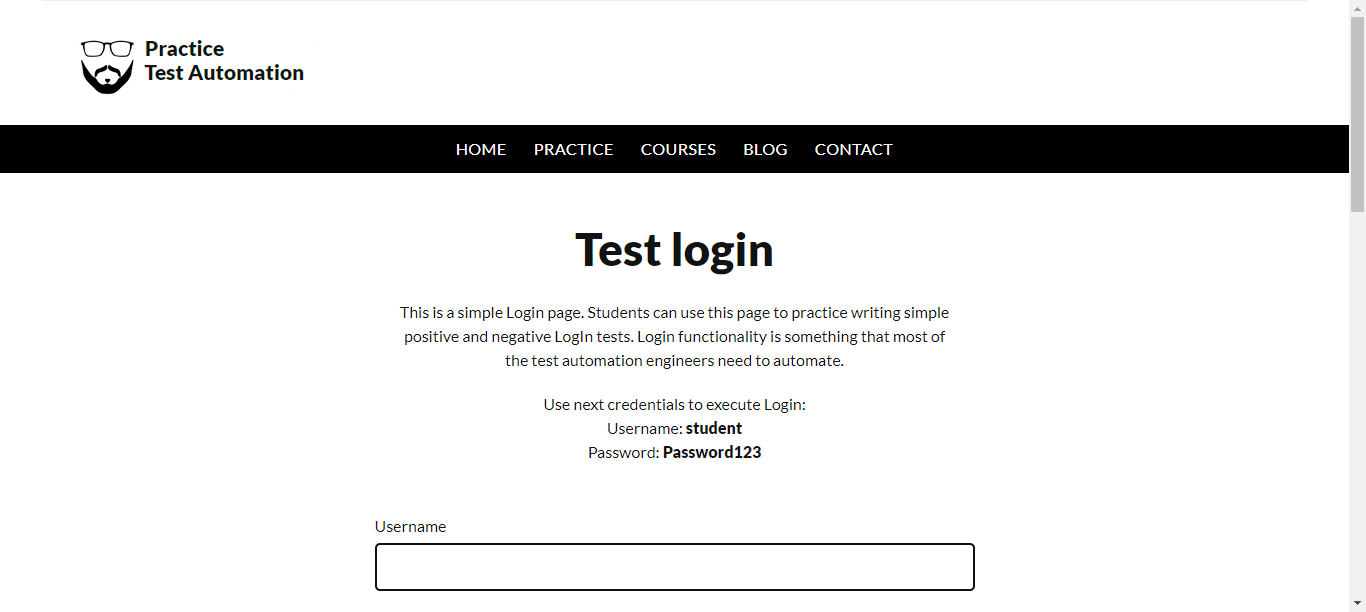 Practice
Test Automation
HOME PRACTICE COURSES BLOG CONTACT
Test login
This is a simple Login page. Students can use this page to practice writing simple
positive and negative LogIn tests. Login functionality is something that most of
the test automation engineers need to automate.
Use next credentials to execute Login:
Username: student
Password: Password123
Username